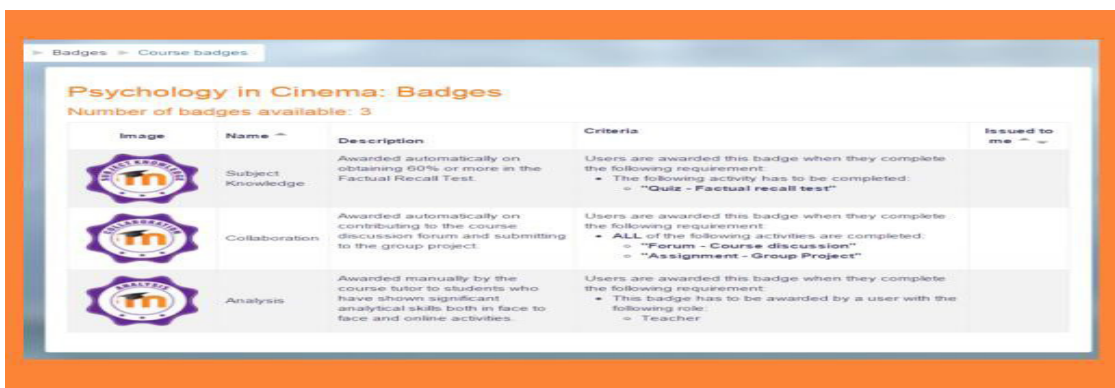 Badges Course badges
Psychology in Cinema: Badges
Number of badges available: 3
Image Name Description Criteria Issued to me
SUBJECT KNOWLEDGE
m
Subject Knowledge
Awarded automatically on
obtaining 60% or more in the
Factual Recall Test.
Users are awarded this badge when they complete
the following requirement:
The following activity has to be completed:
"Quiz - Factual recall test"
COLLABORATION
m
Collaboration
Awarded automatically on
contributing to the course
discussion forum and submitting
to the group project.
Users are awarded this badge when they complete
the following requirement:
ALL of the following activities are completed:
"Forum - Course discussion"
"Assignment - Group Project"
ANALYSIS
m
Analysis
Awarded manually by the
course tutor to students who
have shown significant
analytical skills both in face to
face and online activities.
Users are awarded this badge when they complete
the following requirement:
This badge has to be awarded by a user with the
following role:
Teacher